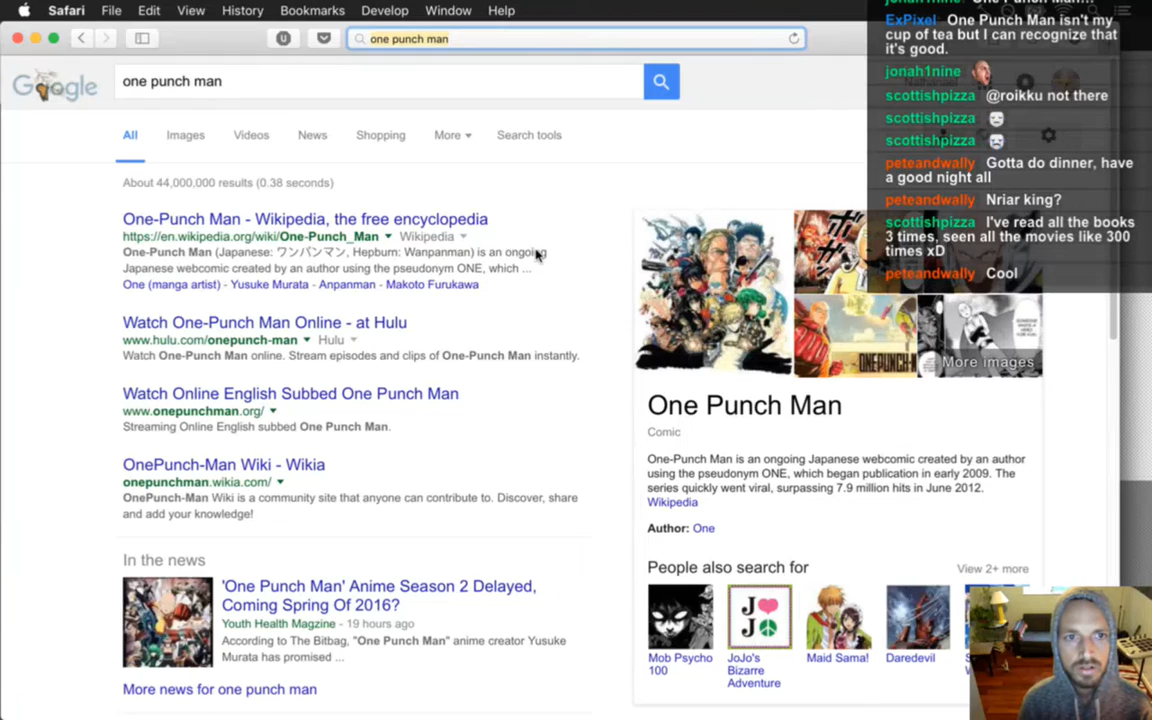 Safari File Edit View History Bookmarks Develop Window Help
one punch man
Google
one punch man
All Images Videos News Shopping More Search tools
About 44,000,000 results (0.38 seconds)
One-Punch Man - Wikipedia, the free encyclopedia
https://en.wikipedia.org/wiki/One-Punch_Man Wikipedia
One-Punch Man (Japanese: ワンパンマン, Hepburn: Wanpanman) is an ongoing
Japanese webcomic created by an author using the pseudonym ONE, which ...
One (manga artist) - Yusuke Murata - Anpanman - Makoto Furukawa
Watch One-Punch Man Online - at Hulu
www.hulu.com/onepunch-man Hulu
Watch One-Punch Man online. Stream episodes and clips of One-Punch Man instantly.
Watch Online English Subbed One Punch Man
www.onepunchman.org/
Streaming Online English subbed One Punch Man.
OnePunch-Man Wiki - Wikia
onepunchman.wikia.com/
OnePunch-Man Wiki is a community site that anyone can contribute to. Discover, share
and add your knowledge!
In the news
'One Punch Man' Anime Season 2 Delayed,
Coming Spring Of 2016?
Youth Health Magzine - 19 hours ago
According to The Bitbag, "One Punch Man" anime creator Yusuke
Murata has promised ...
More news for one punch man
ONEPUNCH
More images
One Punch Man
Comic
One-Punch Man is an ongoing Japanese webcomic created by an author
using the pseudonym ONE, which began publication in early 2009. The
series quickly went viral, surpassing 7.9 million hits in June 2012.
Wikipedia
Author: One
People also search for View 2+ more
Mob Psycho
100
JoJo's
Bizarre
Adventure
Maid Sama!
Daredevil
ExPixel One Punch Man isn't my
cup of tea but I can recognize that
it's good.
jonah1nine
scottishpizza @roikku not there
scottishpizza
scottishpizza
peteandwally Gotta do dinner, have
a good night all
peteandwally Nriar king?
scottishpizza I've read all the books
3 times, seen all the movies like 300
times xD
peteandwally Cool